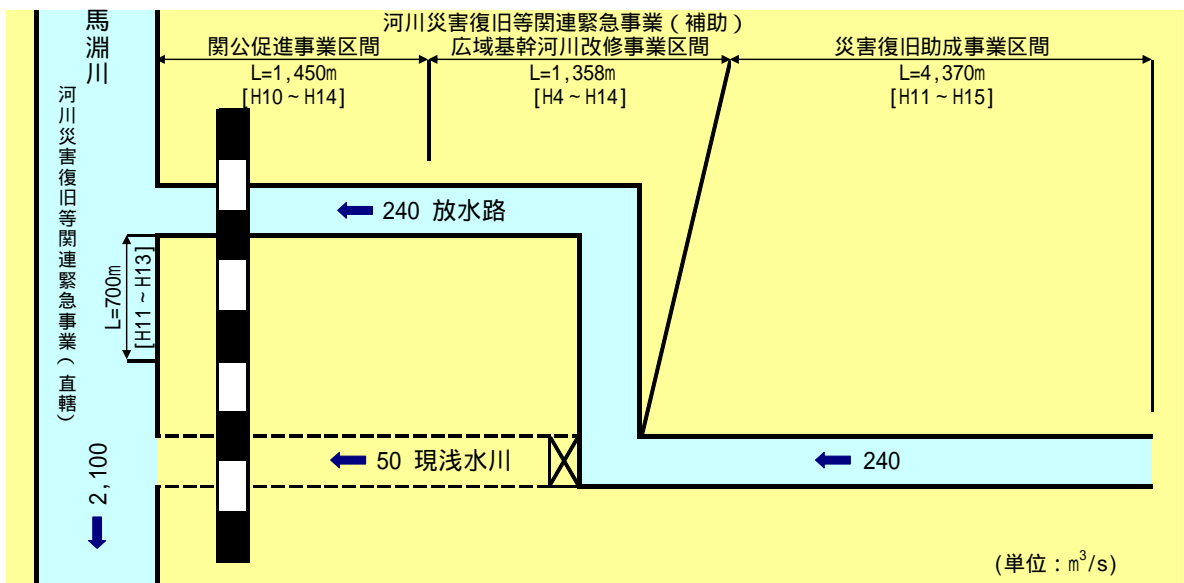 河川災害復旧等関連緊急事業(補助)
関公促進事業区間
L=1,450m
[H10~H14]
広域基幹河川改修事業区間
L=1,358m
[H4~H14]
災害復旧助成事業区間
L=4,370m
[H11~H15]
馬淵川
河川災害復旧等関連緊急事業(直轄)
240 放水路
L=700m
[H11~H13]
50 現浅水川
240
2,100
(単位:m³/s)